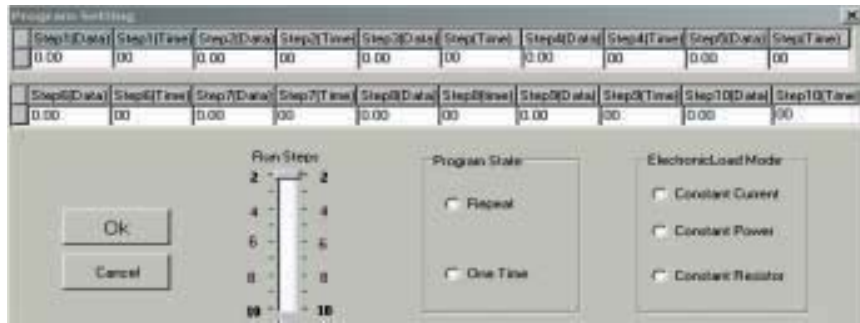 Program Setting
Step1(Data) Step1(Time) Step2(Data) Step2(Time) Step3(Data) Step(Time) Step4(Data) Step4(Time) Step5(Data) Step(Time)
0.00 00 0.00 00 0.00 00 0.00 00 0.00 00
Step6(Data) Step6(Time) Step7(Data) Step7(Time) Step8(Data) Step8(time) Step9(Data) Step9(Time) Step10(Data) Step10(Time
0.00 00 0.00 00 0.00 00 0.00 00 0.00 00
Run Steps
2 2
4 4
6 6
8 8
10 10
Ok
Cancel
Program State
Repeat
One Time
ElectronicLoad Mode
Constant Current
Constant Power
Constant Resistor